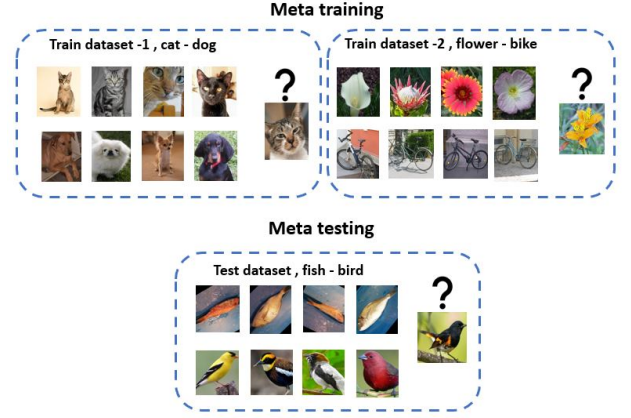 Meta training
Train dataset -1 , cat - dog
Train dataset -2 , flower - bike
?
?
Meta testing
Test dataset , fish - bird
?